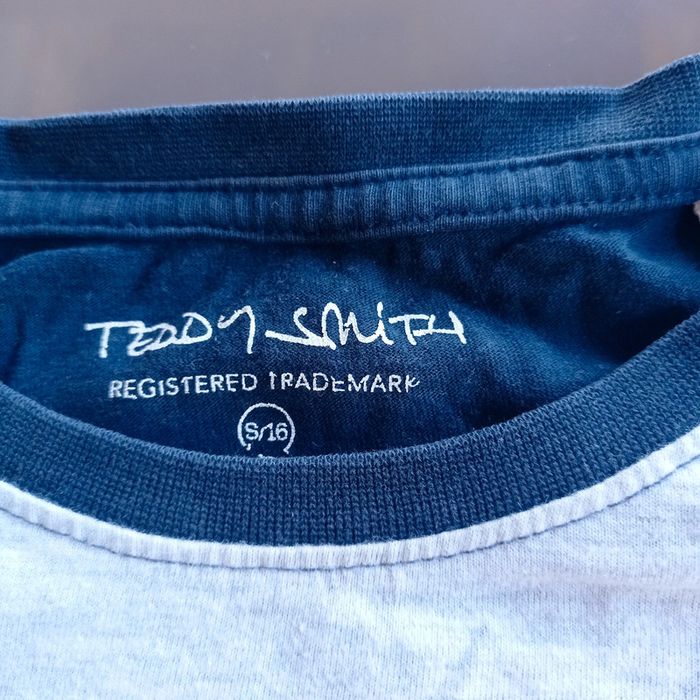 TEDDY SMITH
REGISTERED TRADEMARK
S/16